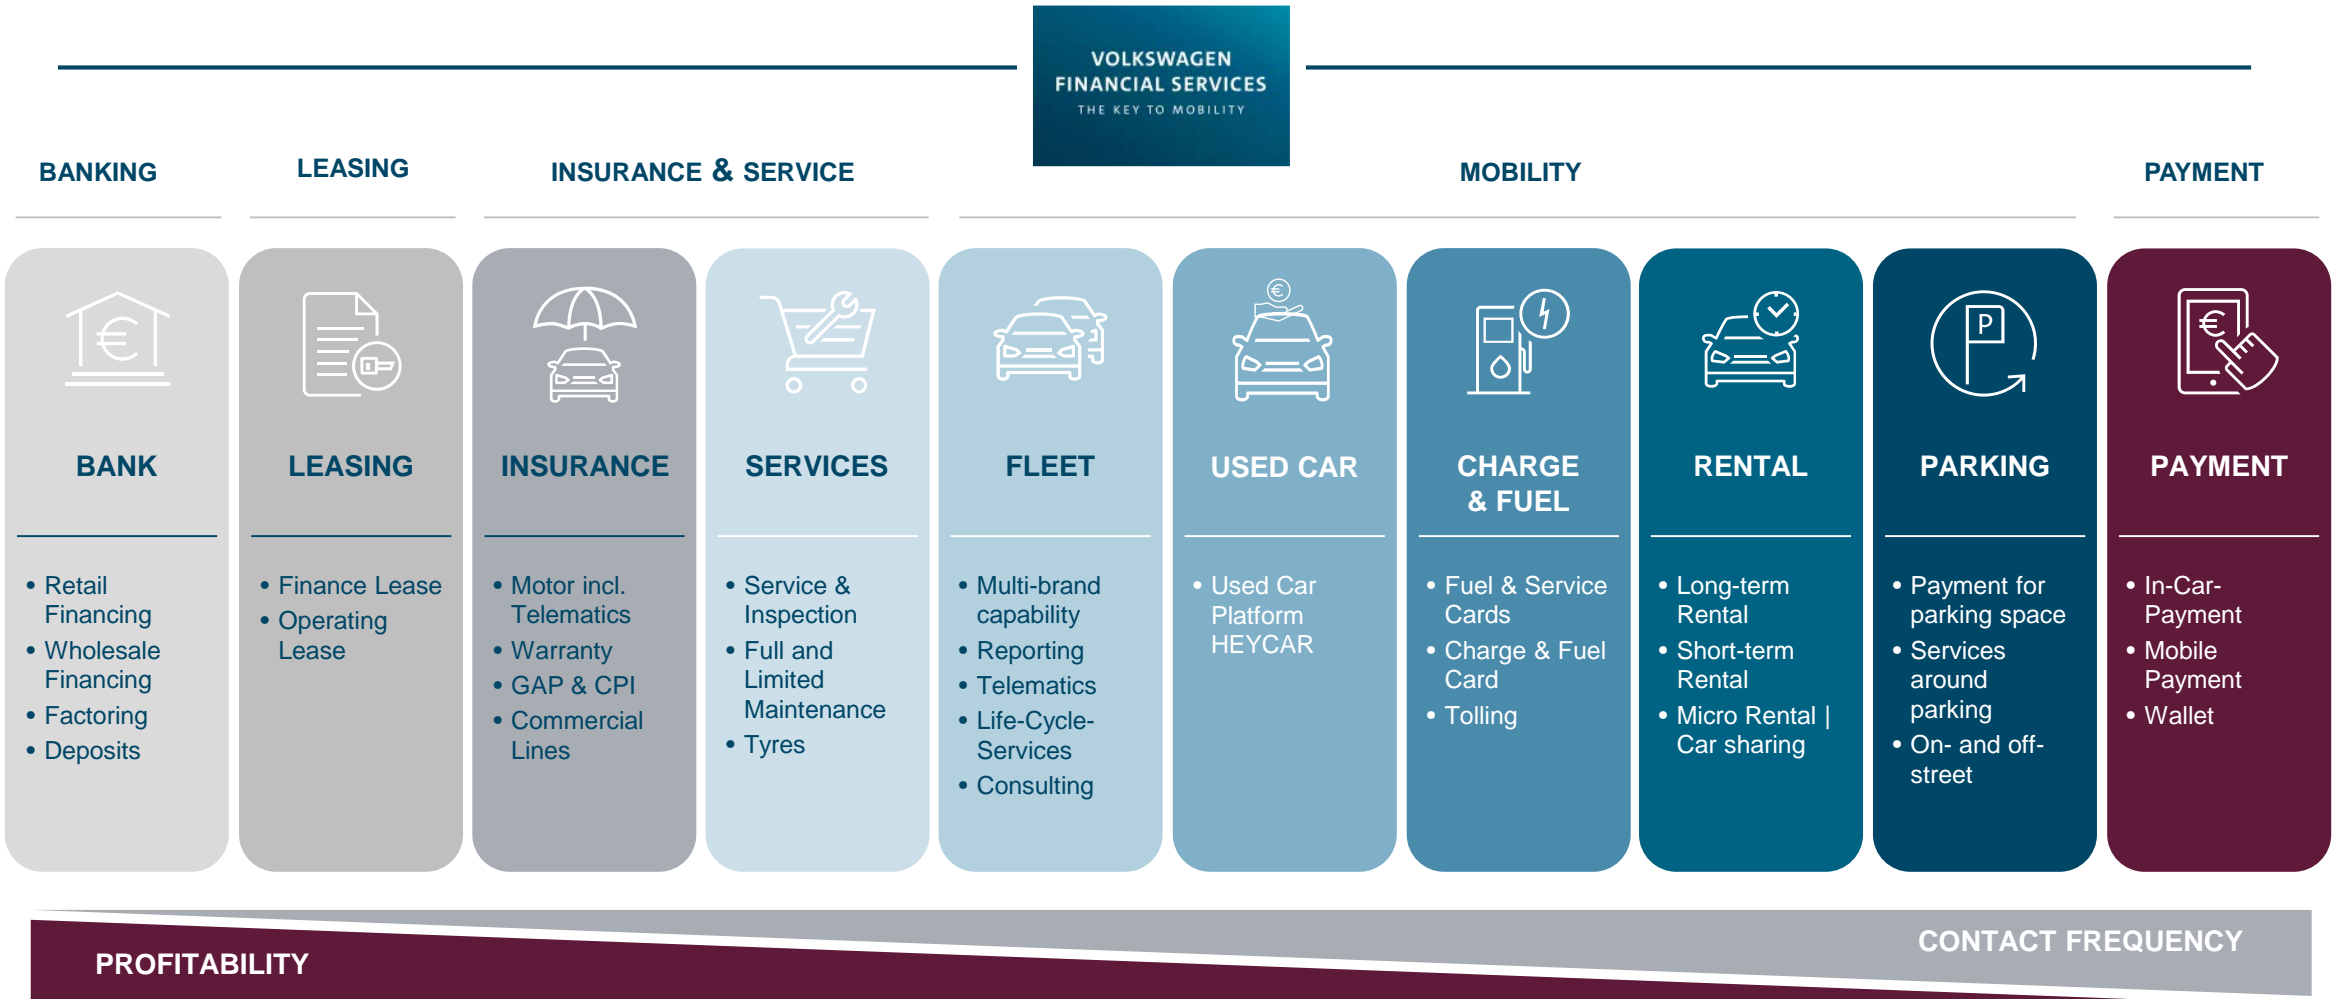 VOLKSWAGEN
FINANCIAL SERVICES
THE KEY TO MOBILITY
BANKING
LEASING
INSURANCE & SERVICE
MOBILITY
PAYMENT
€
BANK
• Retail
Financing
• Wholesale
Financing
• Factoring
• Deposits
LEASING
• Finance Lease
• Operating
Lease
INSURANCE
• Motor incl.
Telematics
• Warranty
• GAP & CPI
• Commercial
Lines
SERVICES
• Service &
Inspection
• Full and
Limited
Maintenance
• Tyres
FLEET
• Multi-brand
capability
• Reporting
• Telematics
• Life-Cycle-
Services
• Consulting
€
USED CAR
• Used Car
Platform
HEYCAR
CHARGE
& FUEL
• Fuel & Service
Cards
• Charge & Fuel
Card
• Tolling
RENTAL
• Long-term
Rental
• Short-term
Rental
• Micro Rental |
Car sharing
P
PARKING
• Payment for
parking space
• Services
around
parking
• On- and off-
street
€
PAYMENT
• In-Car-
Payment
• Mobile
Payment
• Wallet
PROFITABILITY
CONTACT FREQUENCY